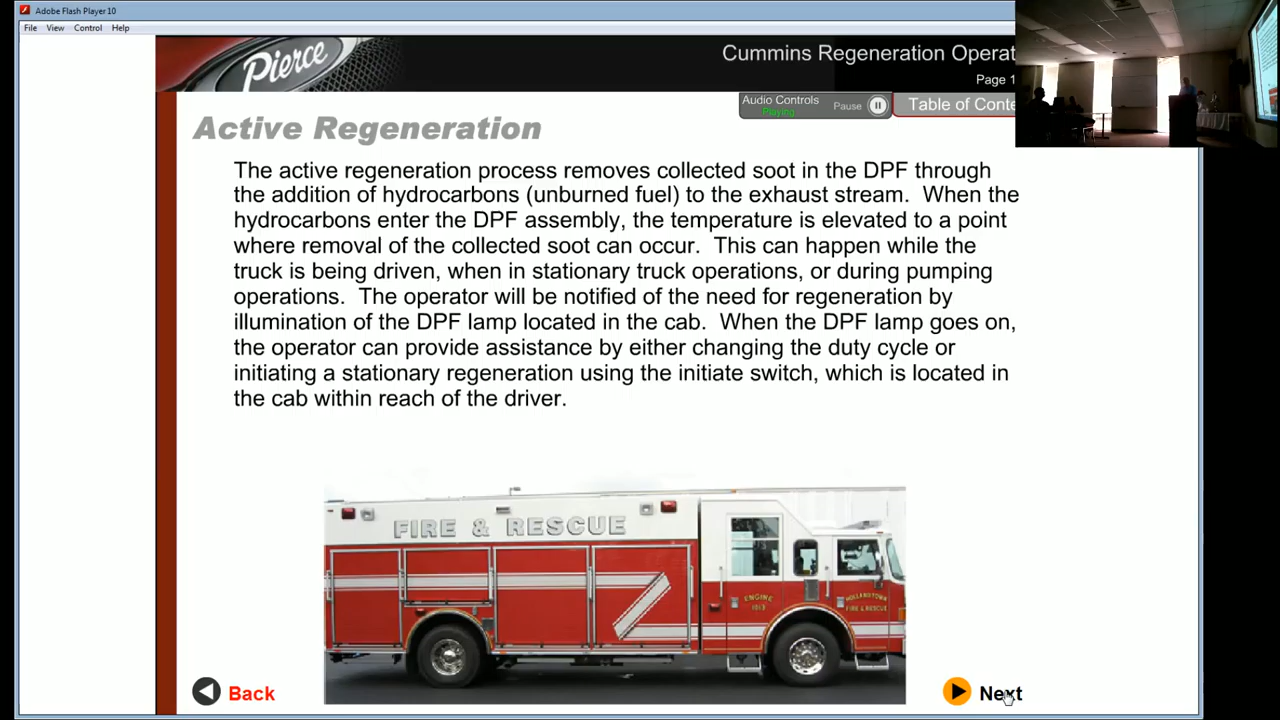 Adobe Flash Player 10
File View Control Help
Pierce
Cummins Regeneration Operat
Page 1
Audio Controls
Playing
Pause
Table of Conte
Active Regeneration
The active regeneration process removes collected soot in the DPF through
the addition of hydrocarbons (unburned fuel) to the exhaust stream. When the
hydrocarbons enter the DPF assembly, the temperature is elevated to a point
where removal of the collected soot can occur. This can happen while the
truck is being driven, when in stationary truck operations, or during pumping
operations. The operator will be notified of the need for regeneration by
illumination of the DPF lamp located in the cab. When the DPF lamp goes on,
the operator can provide assistance by either changing the duty cycle or
initiating a stationary regeneration using the initiate switch, which is located in
the cab within reach of the driver.
FIRE & RESCUE
ENGINE
1013
FIRE & RESCUE
Back
Next